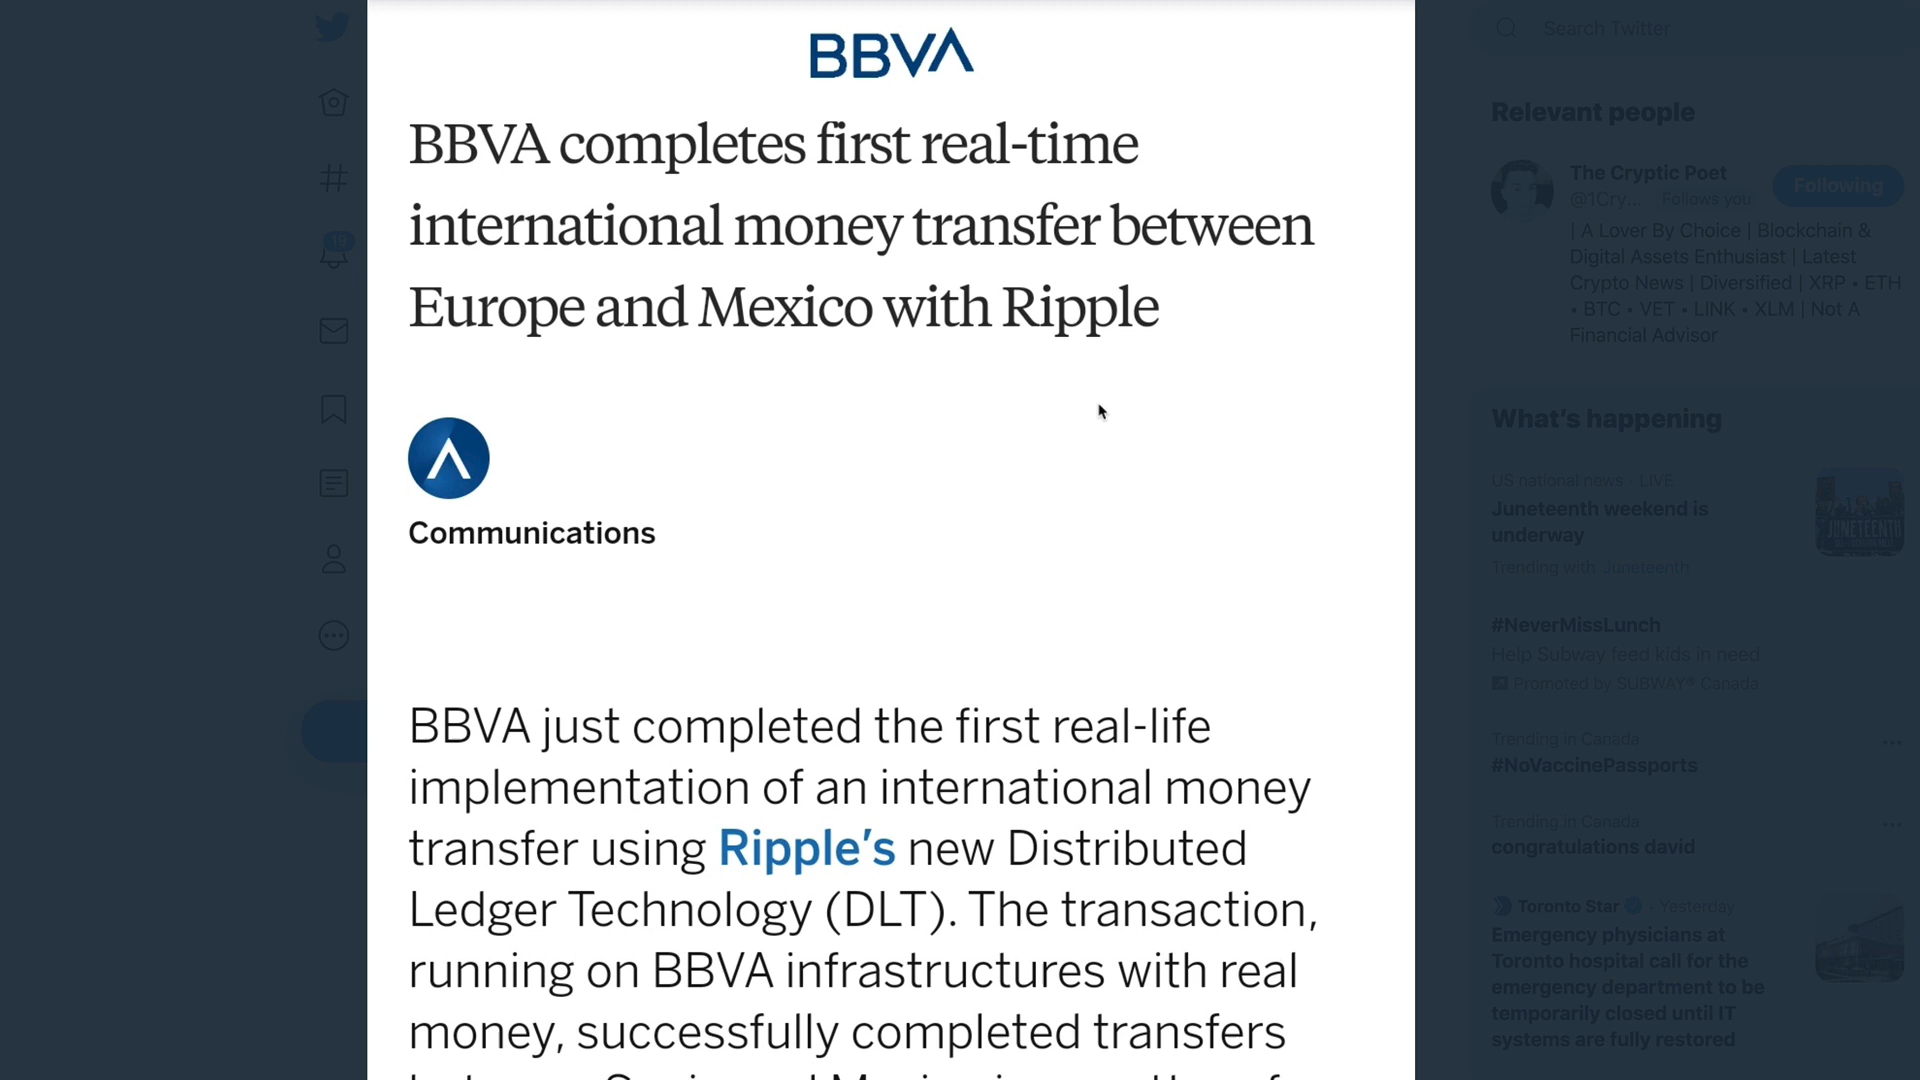 BBVA
BBVA completes first real-time
international money transfer between
Europe and Mexico with Ripple
Communications
BBVA just completed the first real-life
implementation of an international money
transfer using Ripple's new Distributed
Ledger Technology (DLT). The transaction,
running on BBVA infrastructures with real
money, successfully completed transfers
19
Search Twitter
Relevant people
The Cryptic Poet
@1Cry... Follows you
Following
| A Lover By Choice | Blockchain &
Digital Assets Enthusiast | Latest
Crypto News | Diversified | XRP • ETH
• BTC • VET • LINK • XLM | Not A
Financial Advisor
What's happening
US national news · LIVE
Juneteenth weekend is
underway
Trending with Juneteenth
JUNETEENTH
#NeverMissLunch
Help Subway feed kids in need
Promoted by SUBWAY® Canada
Trending in Canada
#NoVaccinePassports
Trending in Canada
congratulations david
Toronto Star · Yesterday
Emergency physicians at
Toronto hospital call for the
emergency department to be
temporarily closed until IT
systems are fully restored